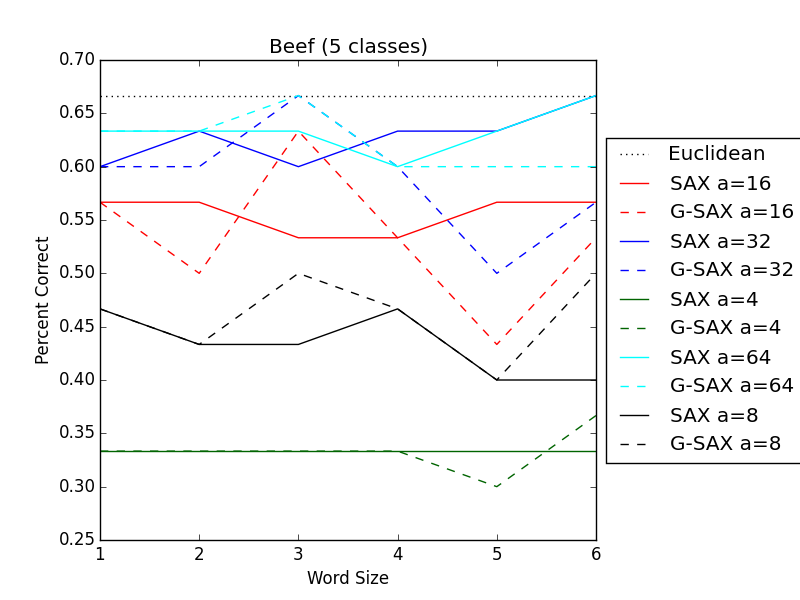 Beef (5 classes)
Percent Correct
0.70
0.65
0.60
0.55
0.50
0.45
0.40
0.35
0.30
0.25
1 2 3 4 5 6
Word Size
Euclidean
SAX a=16
G-SAX a=16
SAX a=32
G-SAX a=32
SAX a=4
G-SAX a=4
SAX a=64
G-SAX a=64
SAX a=8
G-SAX a=8